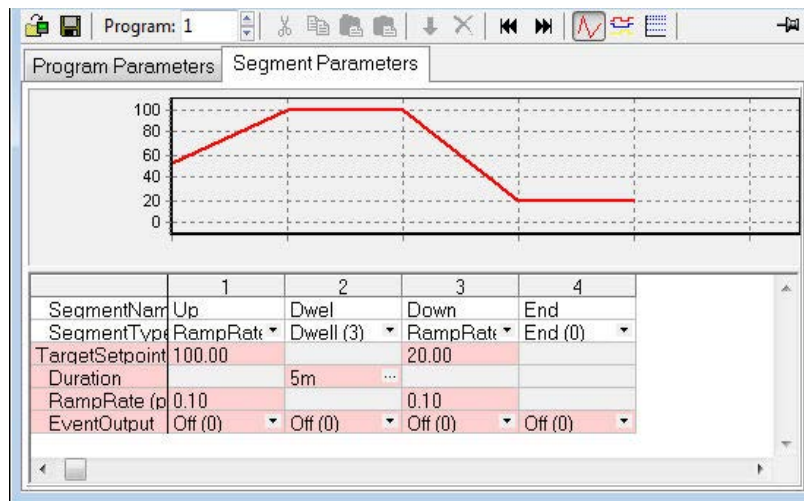 Program: 1
Program Parameters Segment Parameters
100
80
60
40
20
0
1 2 3 4
SegmentNam Up Dwel Down End
SegmentType RampRate Dwell (3) RampRate End (0)
TargetSetpoint 100.00 20.00
Duration 5m ...
RampRate (p 0.10 0.10
EventOutput Off (0) Off (0) Off (0) Off (0)